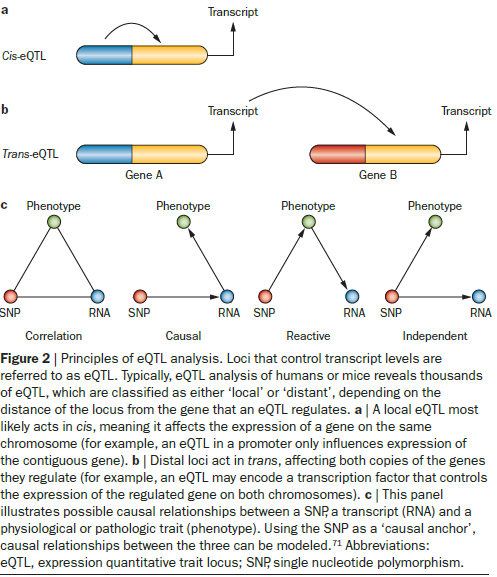 a
Transcript
Cis-eQTL
b
Transcript
Transcript
Trans-eQTL
Gene A
Gene B
c
Phenotype
Phenotype
Phenotype
Phenotype
SNP
RNA
SNP
RNA
SNP
RNA
SNP
RNA
Correlation
Causal
Reactive
Independent
Figure 2 | Principles of eQTL analysis. Loci that control transcript levels are
referred to as eQTL. Typically, eQTL analysis of humans or mice reveals thousands
of eQTL, which are classified as either ‘local’ or ‘distant’, depending on the
distance of the locus from the gene that an eQTL regulates. a | A local eQTL most
likely acts in cis, meaning it affects the expression of a gene on the same
chromosome (for example, an eQTL in a promoter only influences expression of
the contiguous gene). b | Distal loci act in trans, affecting both copies of the genes
they regulate (for example, an eQTL may encode a transcription factor that controls
the expression of the regulated gene on both chromosomes). c | This panel
illustrates possible causal relationships between a SNP, a transcript (RNA) and a
physiological or pathologic trait (phenotype). Using the SNP as a ‘causal anchor’,
causal relationships between the three can be modeled.71 Abbreviations:
eQTL, expression quantitative trait locus; SNP, single nucleotide polymorphism.